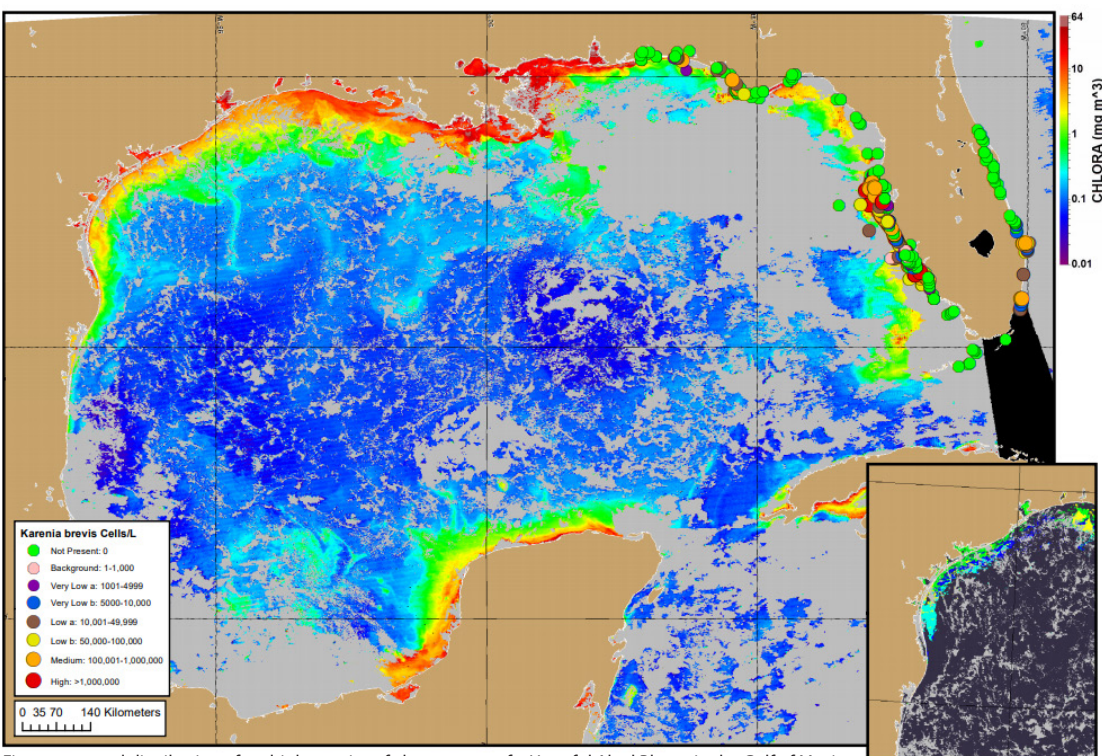 64
10
1
0.1
0.01
CHLORA (mg m^3)
Karenia brevis Cells/L
Not Present: 0
Background: 1-1,000
Very Low a: 1001-4999
Very Low b: 5000-10,000
Low a: 10,001-49,999
Low b: 50,000-100,000
Medium: 100,001-1,000,000
High: >1,000,000
0 35 70 140 Kilometers